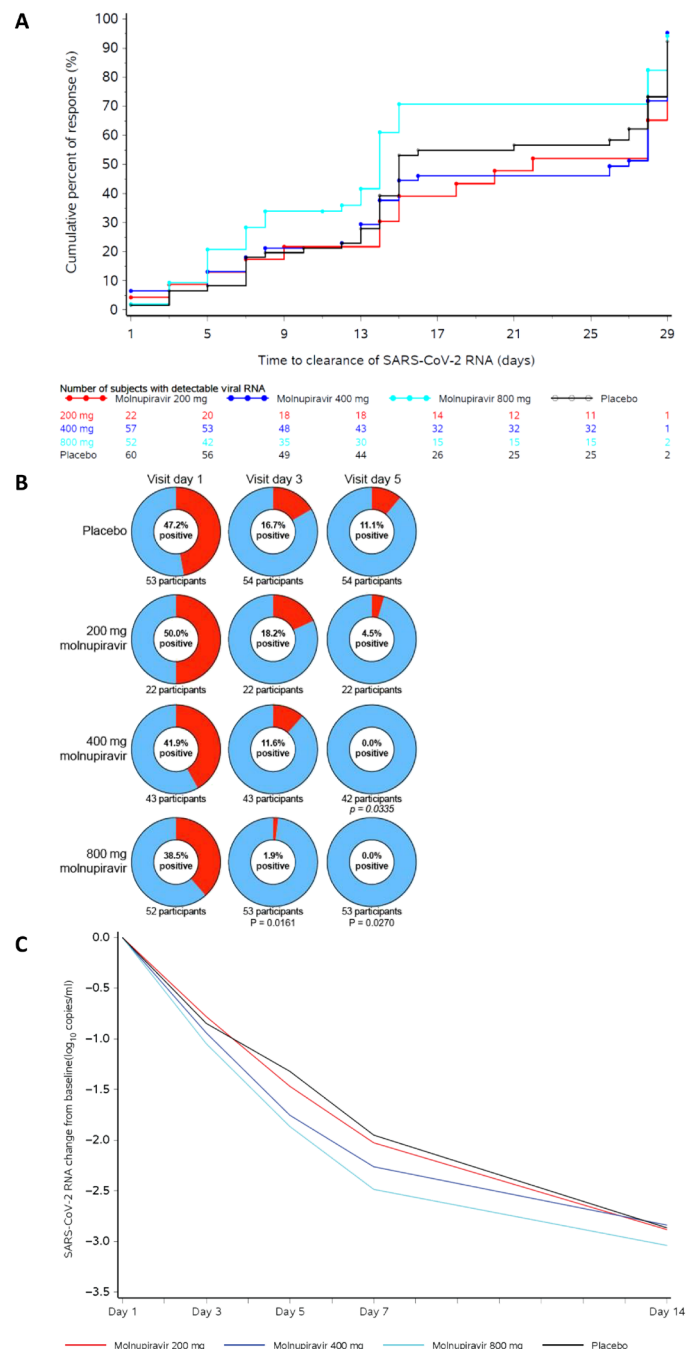 A
Cumulative percent of response (%)
100
90
80
70
60
50
40
30
20
10
0
1 5 9 13 17 21 25 29
Time to clearance of SARS-CoV-2 RNA (days)
Number of subjects with detectable viral RNA
Molnupiravir 200 mg Molnupiravir 400 mg Molnupiravir 800 mg Placebo
200 mg 22 20 18 18 14 12 11 1
400 mg 57 53 48 43 32 32 32 1
800 mg 52 42 35 30 15 15 15 2
Placebo 60 56 49 44 26 25 25 2
B
Visit day 1 Visit day 3 Visit day 5
Placebo
47.2% 16.7% 11.1%
positive positive positive
53 participants 54 participants 54 participants
200 mg
molnupiravir
50.0% 18.2% 4.5%
positive positive positive
22 participants 22 participants 22 participants
400 mg
molnupiravir
41.9% 11.6% 0.0%
positive positive positive
43 participants 43 participants 42 participants
p = 0.0335
800 mg
molnupiravir
38.5% 1.9% 0.0%
positive positive positive
52 participants 53 participants 53 participants
P = 0.0161 P = 0.0270
C
SARS-CoV-2 RNA change from baseline(log10 copies/ml)
0.0
−0.5
−1.0
−1.5
−2.0
−2.5
−3.0
−3.5
Day 1 Day 3 Day 5 Day 7 Day 14
Molnupiravir 200 mg Molnupiravir 400 mg Molnupiravir 800 mg Placebo